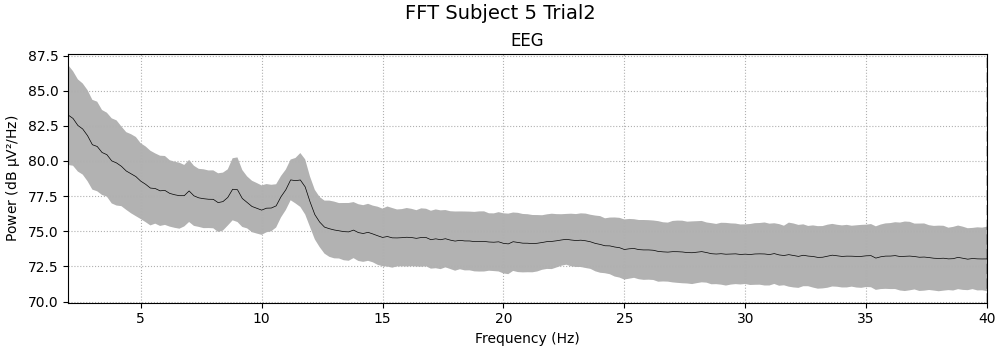 FFT Subject 5 Trial2
EEG
87.5
85.0
82.5
80.0
77.5
75.0
72.5
70.0
Power (dB µV²/Hz)
5 10 15 20 25 30 35 40
Frequency (Hz)